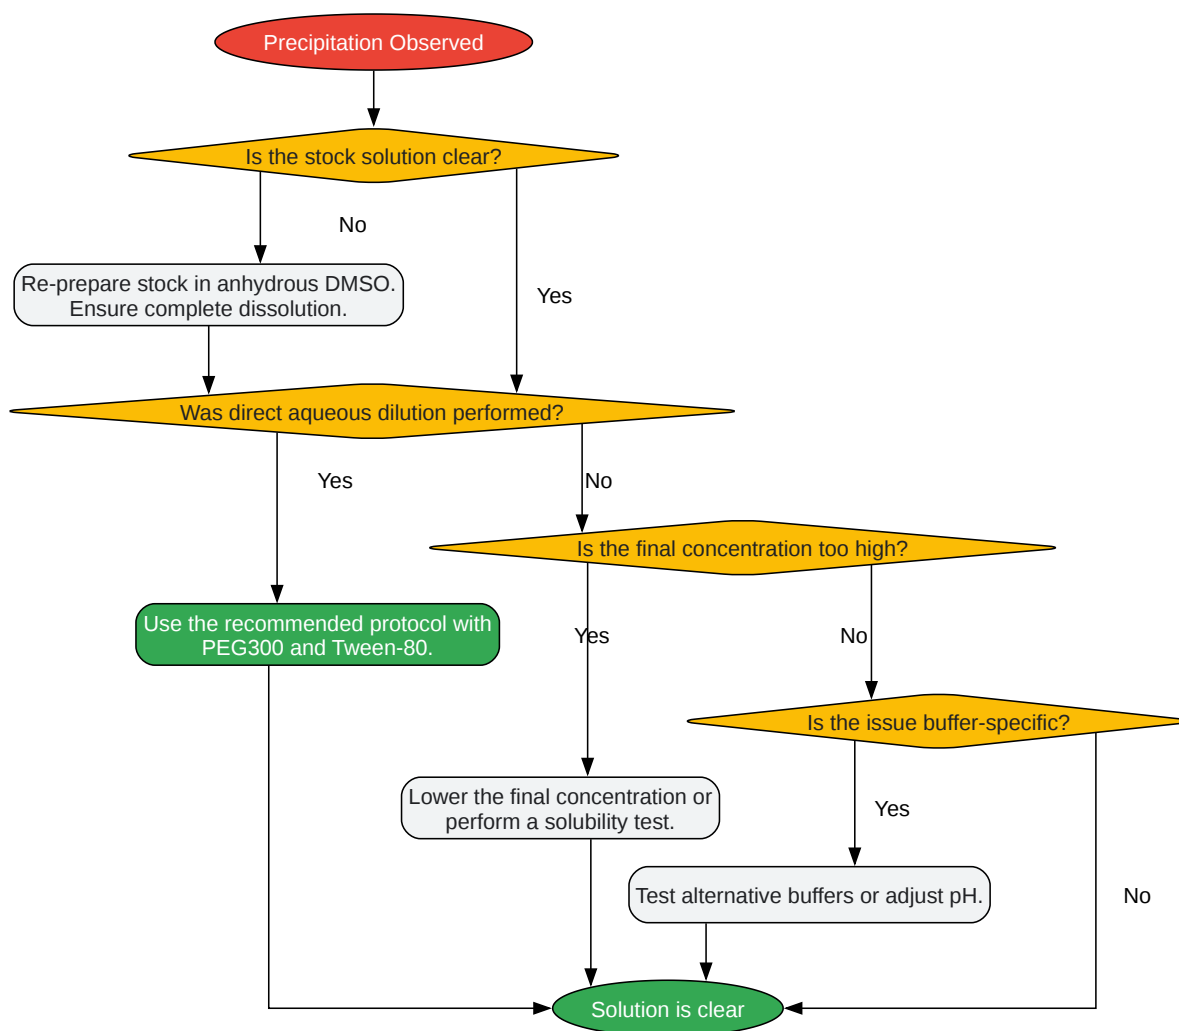 Precipitation Observed
Is the stock solution clear?
No
Re-prepare stock in anhydrous DMSO.
Ensure complete dissolution.
Yes
Was direct aqueous dilution performed?
Yes
No
Is the final concentration too high?
Use the recommended protocol with
PEG300 and Tween-80.
Yes
No
Is the issue buffer-specific?
Lower the final concentration or
perform a solubility test.
Yes
Test alternative buffers or adjust pH.
No
Solution is clear